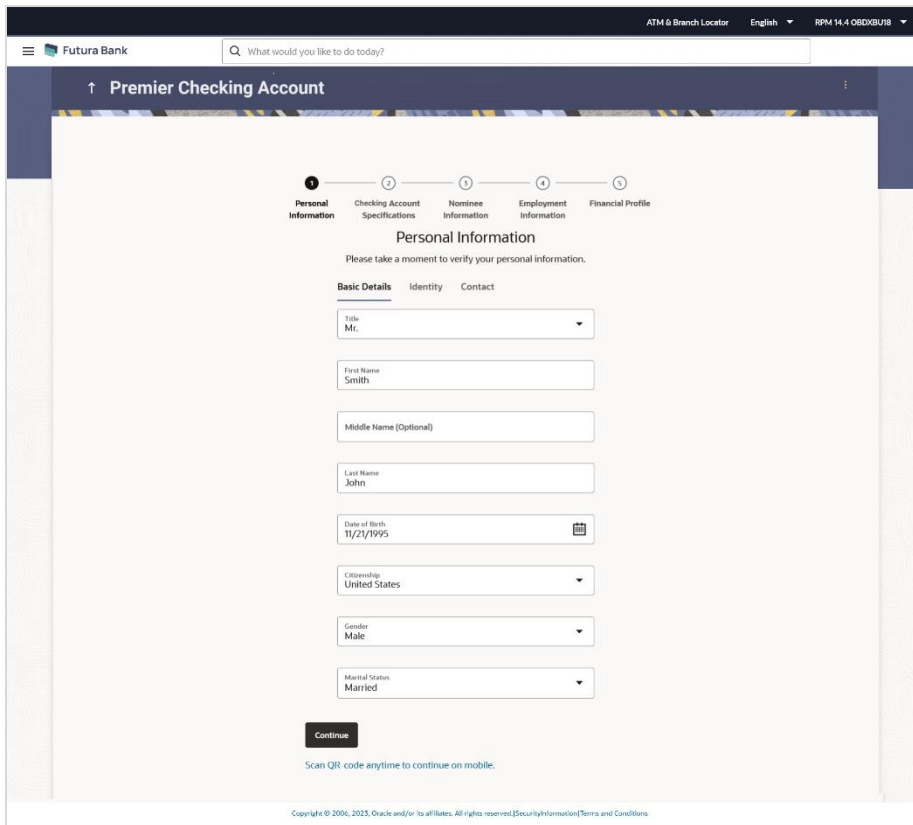 ATM & Branch Locator English RPM 14.4 OBDXBU18
Futura Bank What would you like to do today?
Premier Checking Account
1 2 3 4 5
Personal Information Checking Account Specifications Nominee Information Employment Information Financial Profile
Personal Information
Please take a moment to verify your personal information.
Basic Details Identity Contact
Title
Mr.
First Name
Smith
Middle Name (Optional)
Last Name
John
Date of Birth
11/21/1995
Citizenship
United States
Gender
Male
Marital Status
Married
Continue
Scan QR-code anytime to continue on mobile.
Copyright © 2006, 2023, Oracle and/or its affiliates. All rights reserved.|SecurityInformation|Terms and Conditions